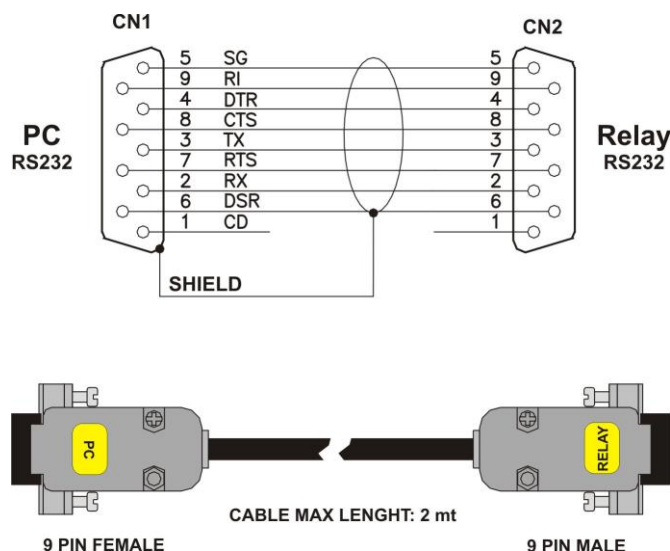 CN1
CN2
5 SG 5
9 RI 9
4 DTR 4
8 CTS 8
3 TX 3
7 RTS 7
2 RX 2
6 DSR 6
1 CD 1
PC
RS232
Relay
RS232
SHIELD
PC
RELAY
CABLE MAX LENGHT: 2 mt
9 PIN FEMALE
9 PIN MALE